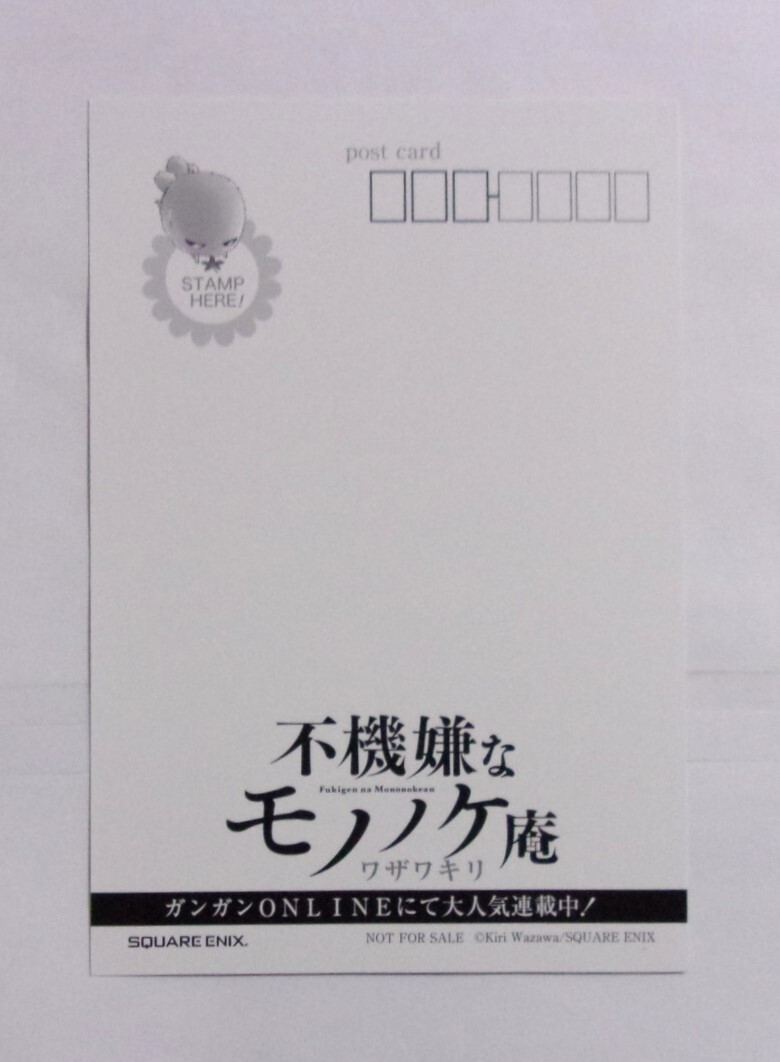 post card
STAMP
HERE!
不機嫌な
Fukigen na Mononokean
モノノケ庵
ワザワキリ
ガンガンONLINEにて大人気連載中!
SQUARE ENIX.
NOT FOR SALE ©Kiri Wazawa/SQUARE ENIX